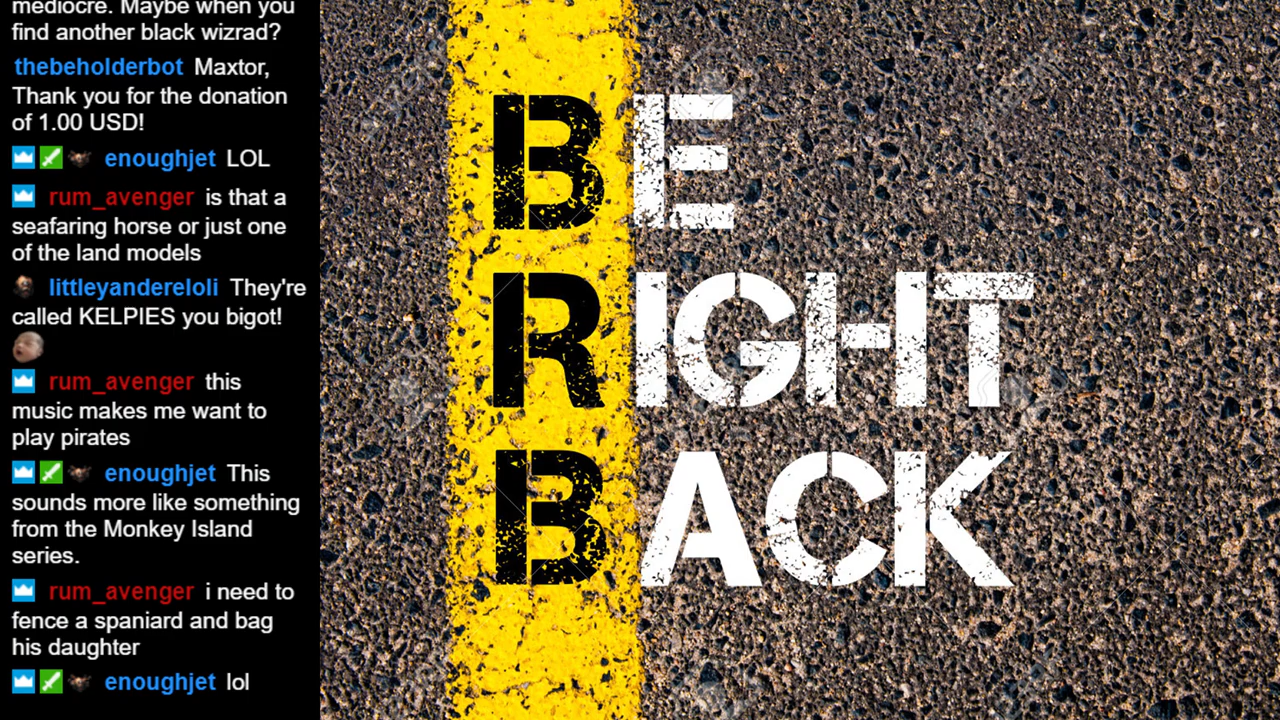 mediocre. Maybe when you
find another black wizrad?
thebeholderbot Maxtor,
Thank you for the donation
of 1.00 USD!
enoughjet LOL
rum_avenger is that a
seafaring horse or just one
of the land models
littleyandereloli They're
called KELPIES you bigot!
rum_avenger this
music makes me want to
play pirates
enoughjet This
sounds more like something
from the Monkey Island
series.
rum_avenger i need to
fence a spaniard and bag
his daughter
enoughjet lol
BE
RIGHT
BACK